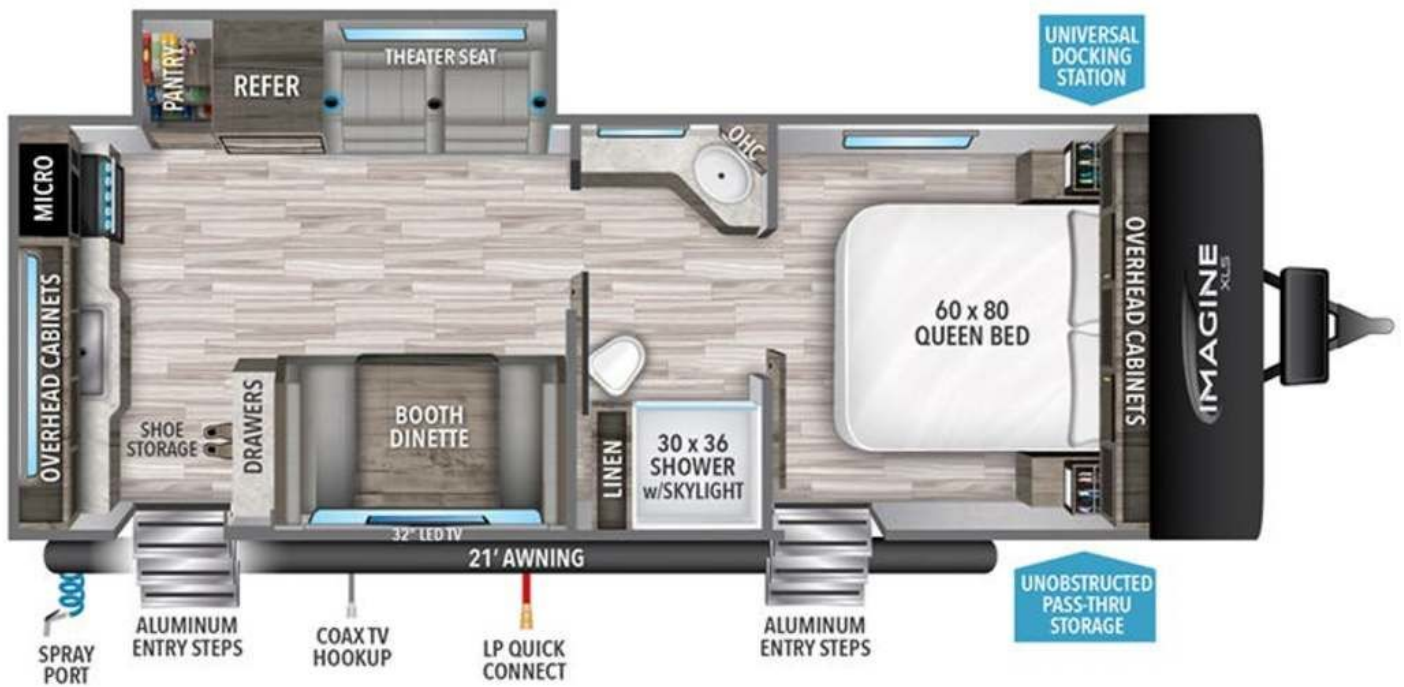 UNIVERSAL
DOCKING
STATION
PANTRY
REFER
THEATER SEAT
OHC
MICRO
OVERHEAD CABINETS
SHOE
STORAGE
DRAWERS
BOOTH
DINETTE
32" LED TV
LINEN
30 x 36
SHOWER
w/SKYLIGHT
60 x 80
QUEEN BED
OVERHEAD CABINETS
IMAGINE
XLS
21' AWNING
SPRAY
PORT
ALUMINUM
ENTRY STEPS
COAX TV
HOOKUP
LP QUICK
CONNECT
ALUMINUM
ENTRY STEPS
UNOBSTRUCTED
PASS-THRU
STORAGE